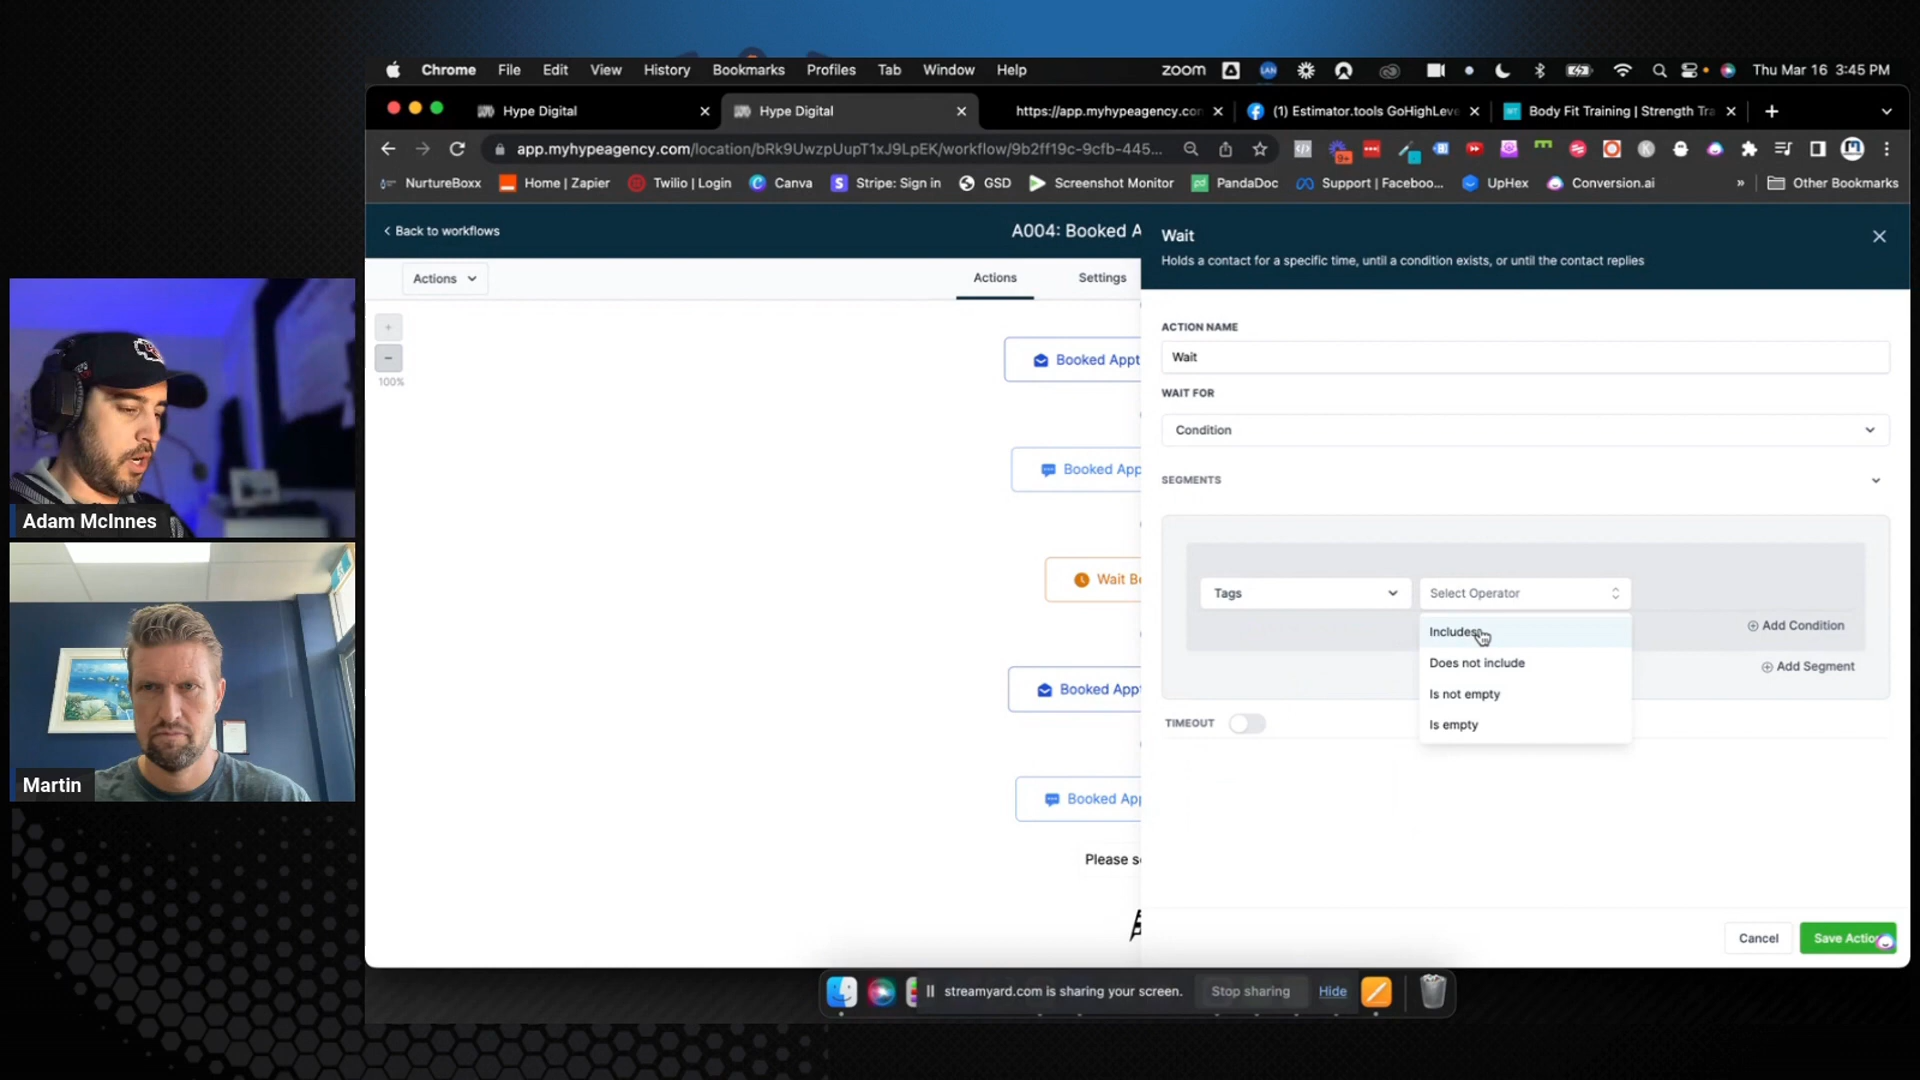 Chrome File Edit View History Bookmarks Profiles Tab Window Help zoom LAN Thu Mar 16 3:45 PM
Hype Digital
Hype Digital
https://app.myhypeagency.con
(1) Estimator.tools GoHighLeve
Body Fit Training | Strength Tra
app.myhypeagency.com/location/bRk9UwzpUupT1xJ9LpEK/workflow/9b2ff19c-9cfb-445...
9+
NurtureBoxx Home | Zapier Twilio | Login Canva Stripe: Sign in GSD Screenshot Monitor PandaDoc Support | Faceboo... UpHex Conversion.ai » Other Bookmarks
Back to workflows
A004: Booked A
Actions
Actions
Settings
100%
Booked Appt
Booked App
Wait Be
Booked Appt
Booked App
Please s
Wait
Holds a contact for a specific time, until a condition exists, or until the contact replies
ACTION NAME
Wait
WAIT FOR
Condition
SEGMENTS
Tags
Select Operator
Includes
Does not include
Is not empty
Is empty
Add Condition
Add Segment
TIMEOUT
Cancel
Save Actio
streamyard.com is sharing your screen.
Stop sharing
Hide
Adam McInnes
Martin